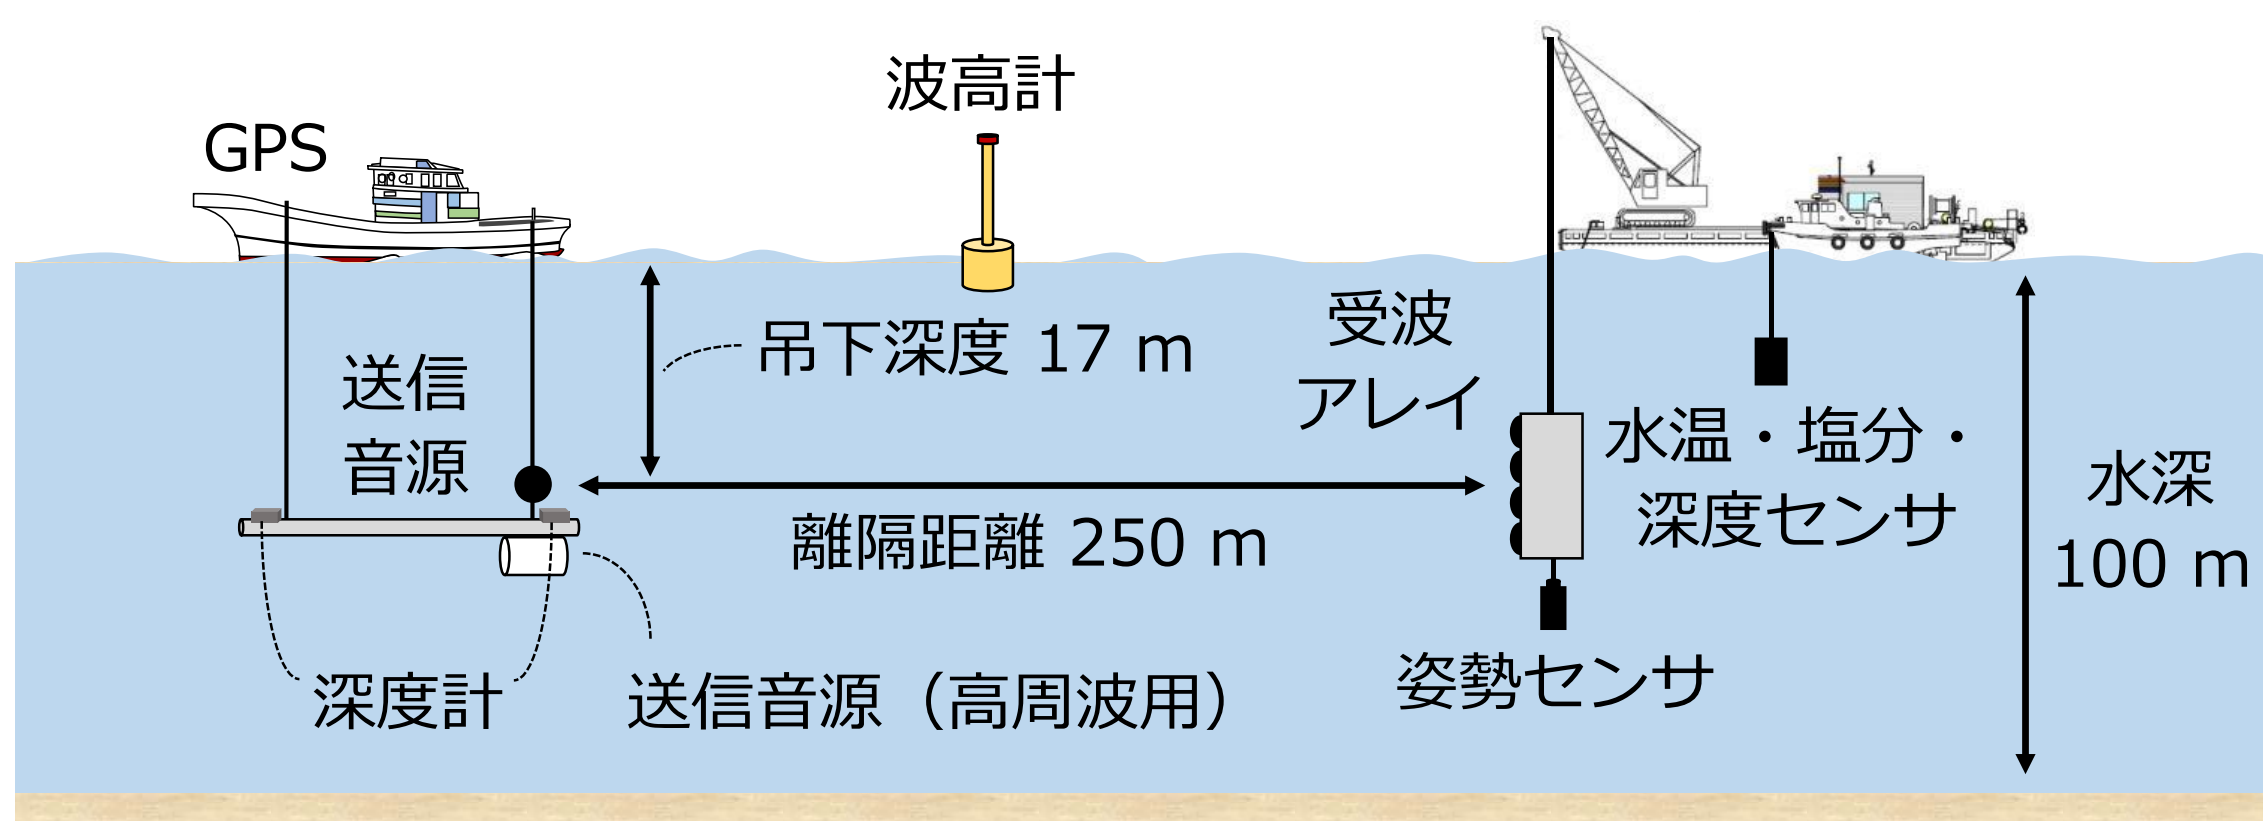 GPS
波高計
送信
音源
吊下深度 17 m
受波
アレイ
水温・塩分・
深度センサ
水深
100 m
離隔距離 250 m
深度計
送信音源（高周波用）
姿勢センサ